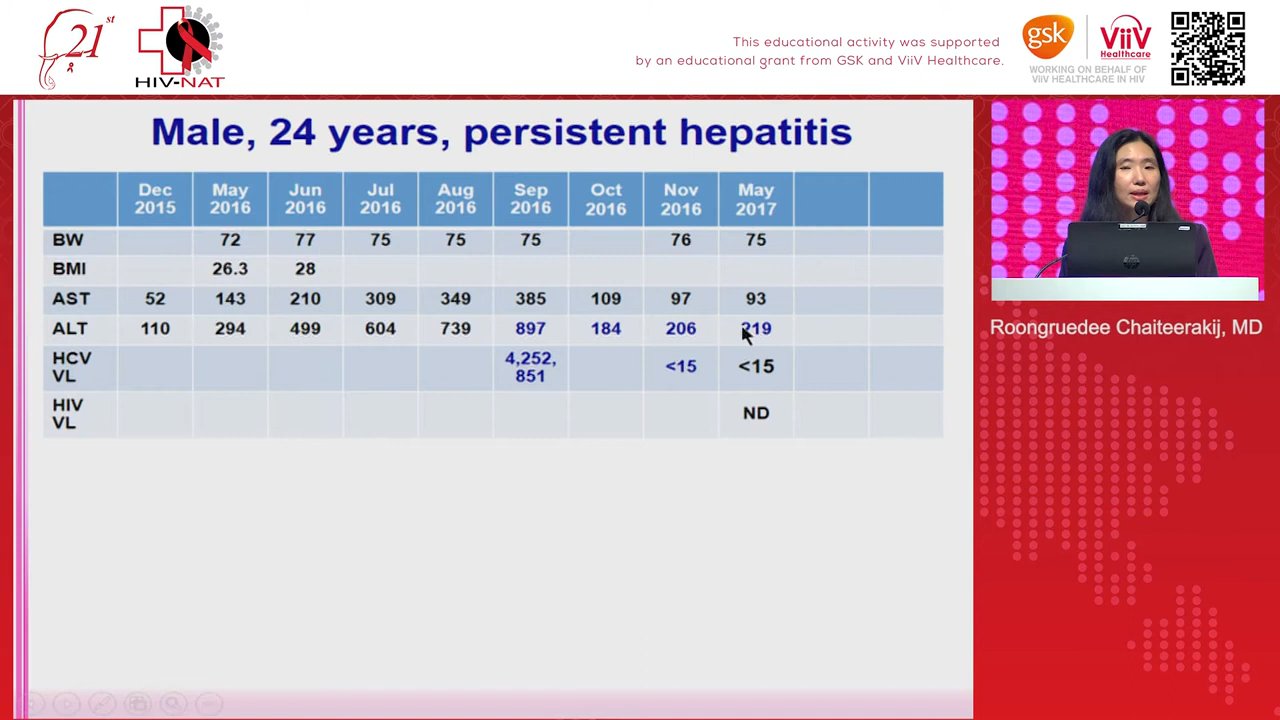 21st
HIV-NAT
This educational activity was supported
by an educational grant from GSK and ViiV Healthcare.
gsk
ViiV
Healthcare
WORKING ON BEHALF OF
VIIV HEALTHCARE IN HIV
Male, 24 years, persistent hepatitis
Dec 2015 May 2016 Jun 2016 Jul 2016 Aug 2016 Sep 2016 Oct 2016 Nov 2016 May 2017
BW 72 77 75 75 75 76 75
BMI 26.3 28
AST 52 143 210 309 349 385 109 97 93
ALT 110 294 499 604 739 897 184 206 219
HCV VL 4,252,851 <15 <15
HIV VL ND
Roongruedee Chaiteerakij, MD